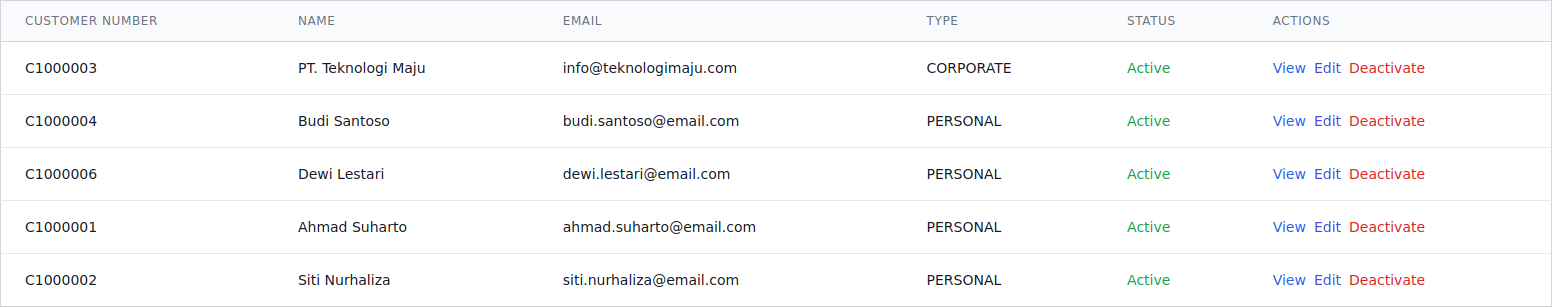 CUSTOMER NUMBER NAME EMAIL TYPE STATUS ACTIONS
C1000003 PT. Teknologi Maju info@teknologimaju.com CORPORATE Active View Edit Deactivate
C1000004 Budi Santoso budi.santoso@email.com PERSONAL Active View Edit Deactivate
C1000006 Dewi Lestari dewi.lestari@email.com PERSONAL Active View Edit Deactivate
C1000001 Ahmad Suharto ahmad.suharto@email.com PERSONAL Active View Edit Deactivate
C1000002 Siti Nurhaliza siti.nurhaliza@email.com PERSONAL Active View Edit Deactivate